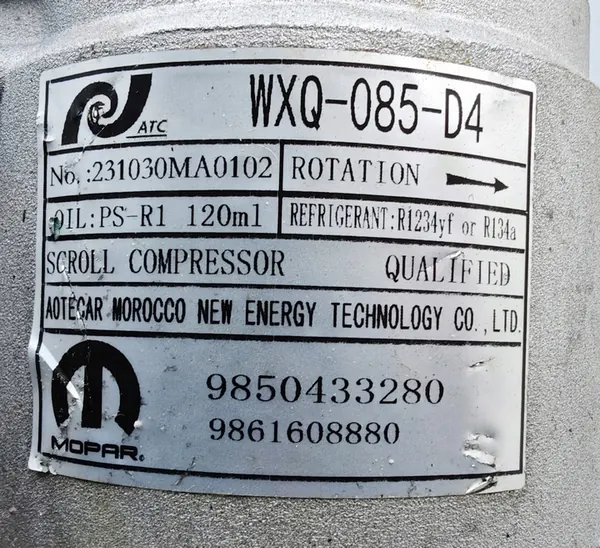 ATC
WXQ-085-D4
No.:231030MA0102
ROTATION
OIL:PS-R1 120ml
REFRIGERANT:R1234yf or R134a
SCROLL COMPRESSOR QUALIFIED
AOTECAR MOROCCO NEW ENERGY TECHNOLOGY CO.,LTD.
MOPAR®
9850433280
9861608880